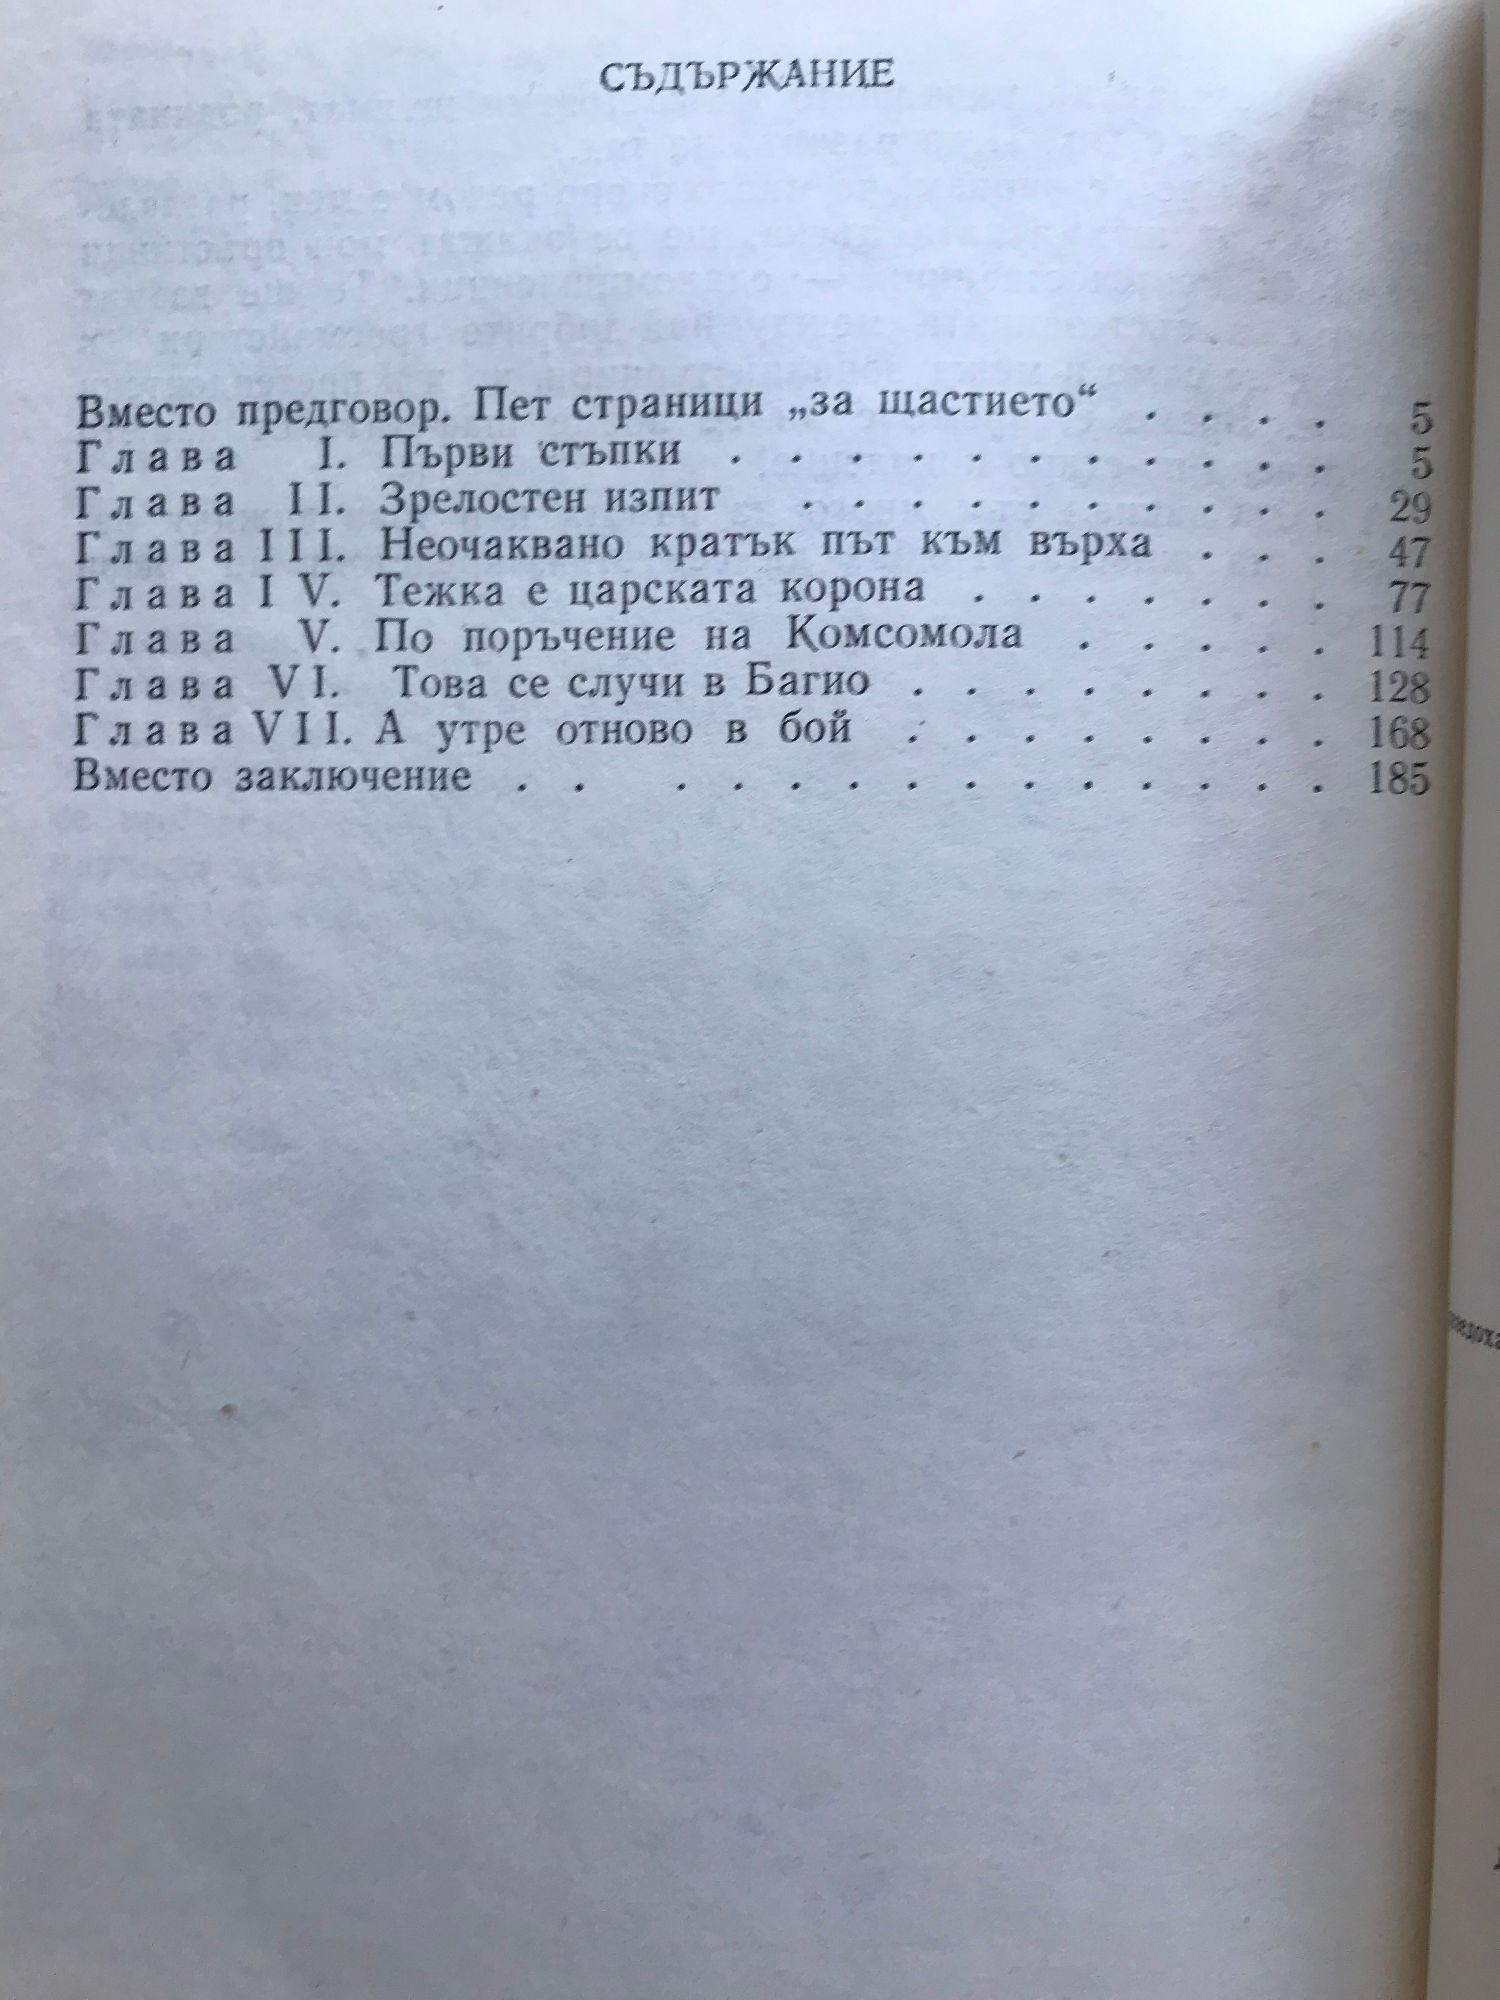 СЪДЪРЖАНИЕ
Вместо предговор. Пет страници „за щастието“ . . . . 5
Глава I. Първи стъпки . . . . . . . . . . . 5
Глава II. Зрелостен изпит . . . . . . . . . . 29
Глава III. Неочаквано кратък път към върха . . . 47
Глава IV. Тежка е царската корона . . . . . . . 77
Глава V. По поръчение на Комсомола . . . . . 114
Глава VI. Това се случи в Багио . . . . . . . . 128
Глава VII. А утре отново в бой . . . . . . . . 168
Вместо заключение . . . . . . . . . . . . . . 185